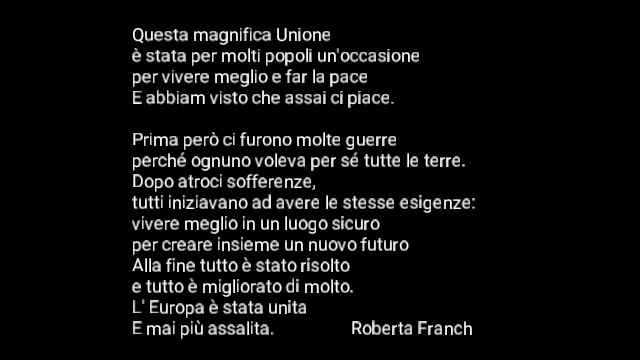 Questa magnifica Unione
è stata per molti popoli un'occasione
per vivere meglio e far la pace
E abbiam visto che assai ci piace.

Prima però ci furono molte guerre
perché ognuno voleva per sé tutte le terre.
Dopo atroci sofferenze,
tutti iniziavano ad avere le stesse esigenze:
vivere meglio in un luogo sicuro
per creare insieme un nuovo futuro
Alla fine tutto è stato risolto
e tutto è migliorato di molto.
L' Europa è stata unita
E mai più assalita. Roberta Franch